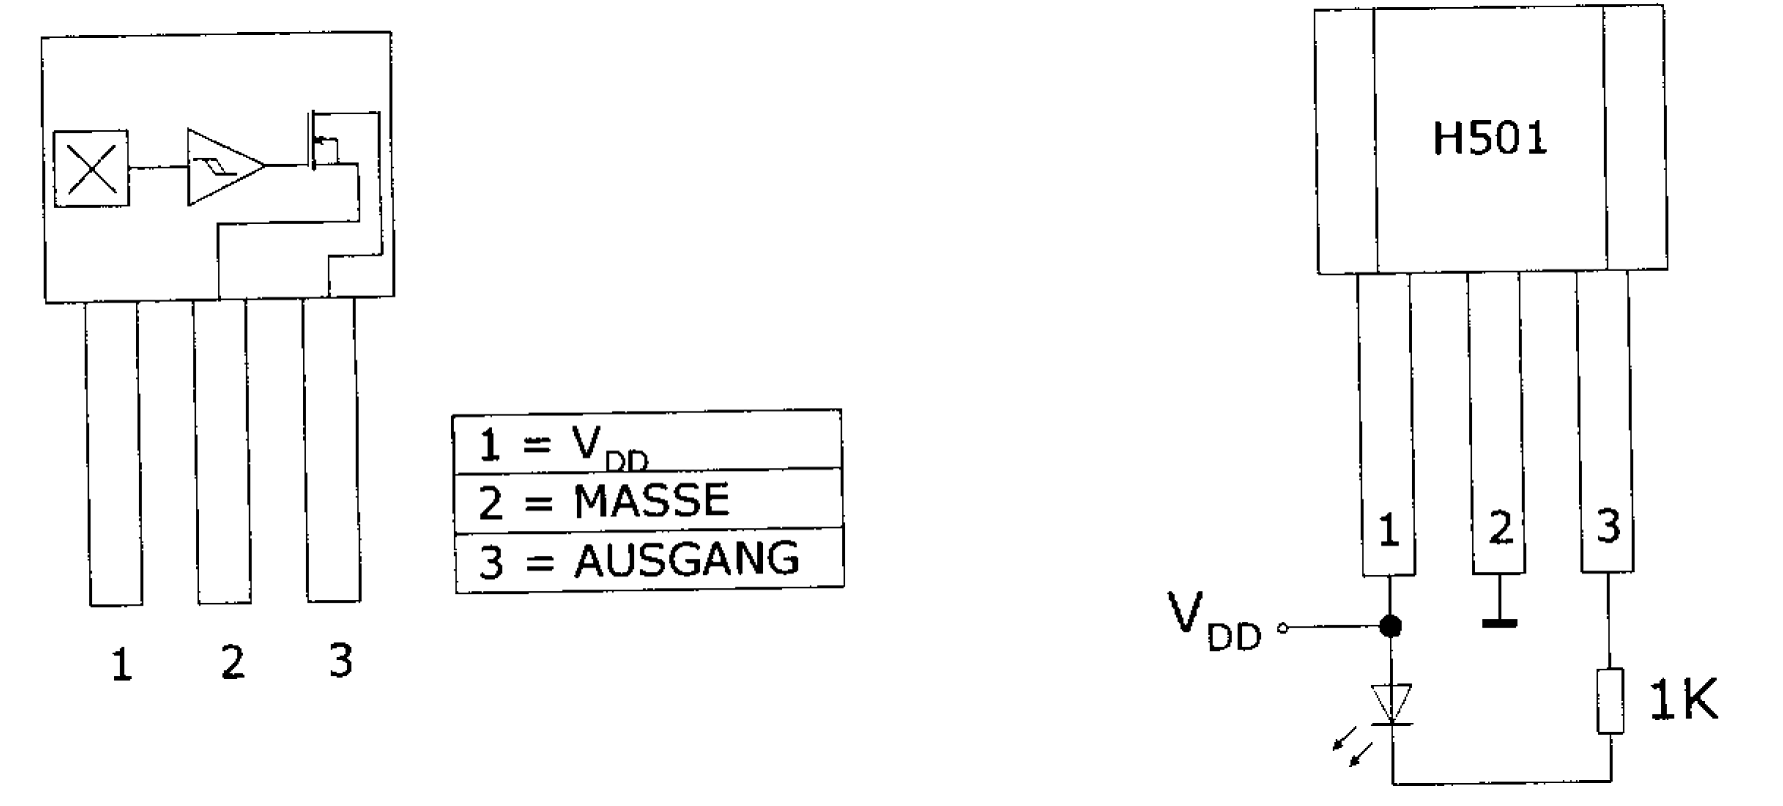 H501
1 = VDD
2 = MASSE
3 = AUSGANG
1 2 3
1 2 3
VDD
1K